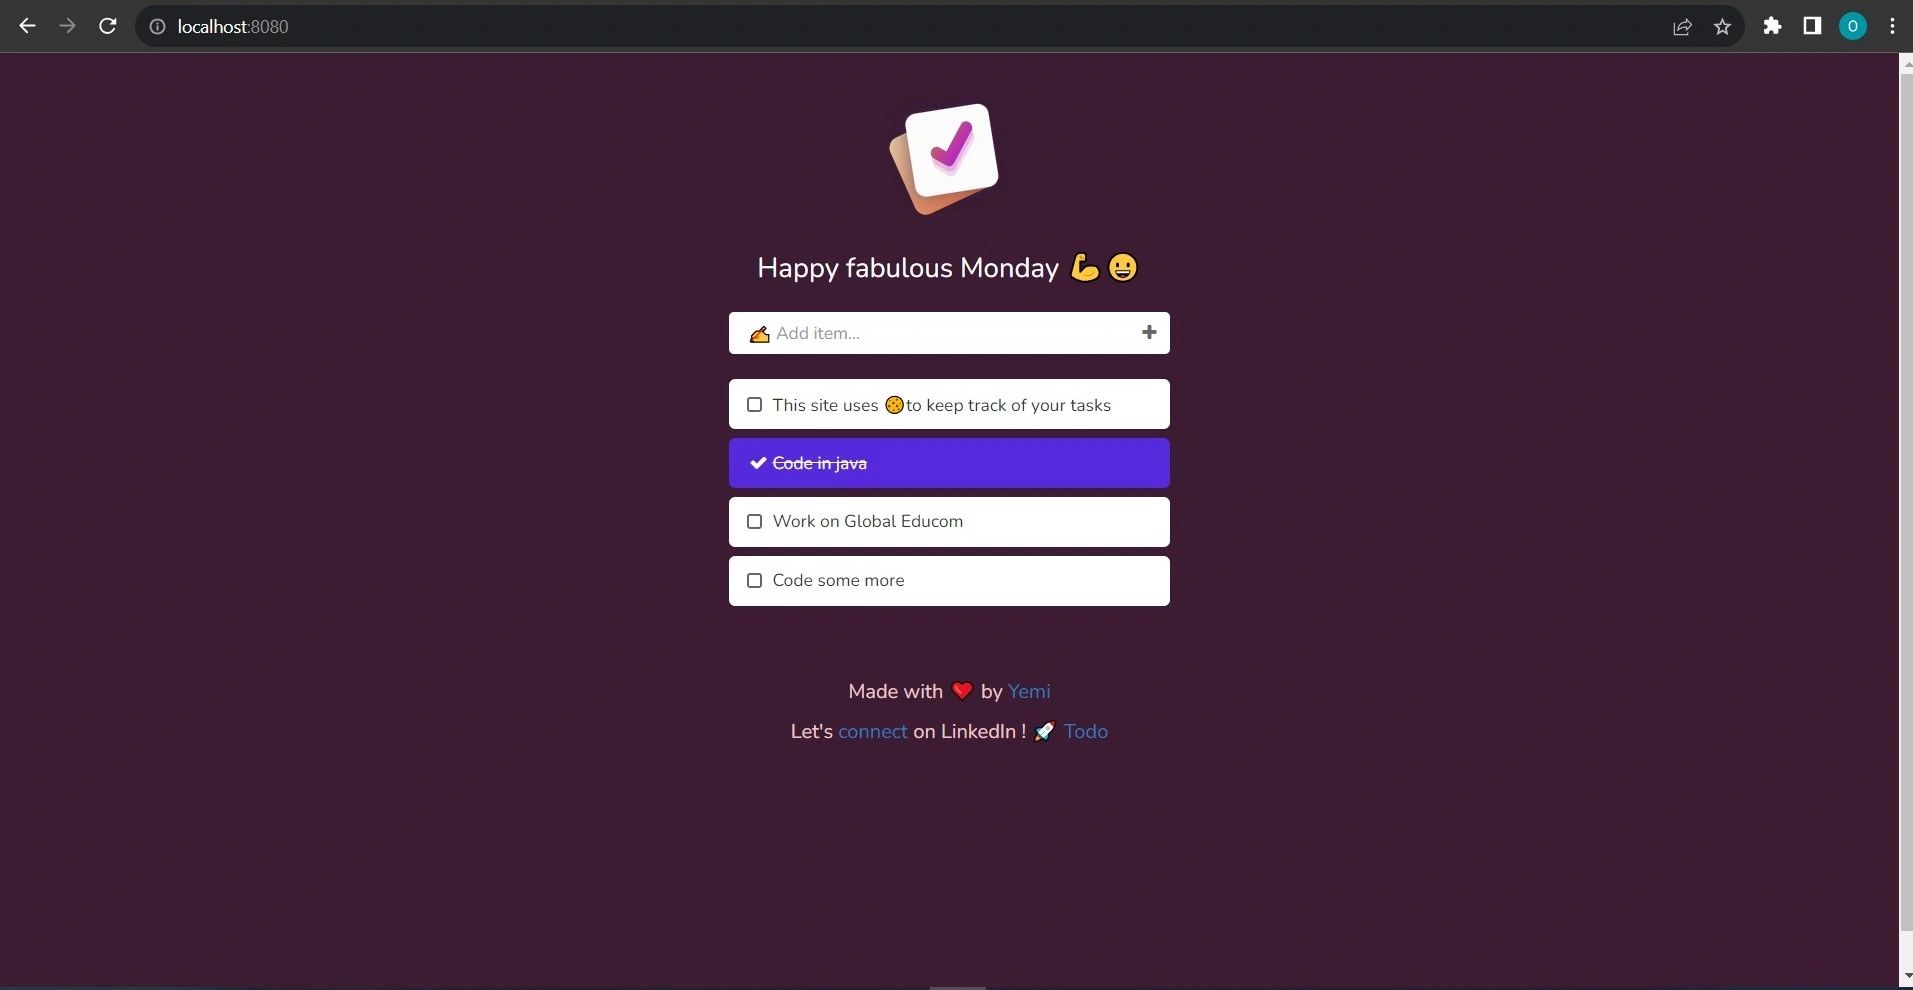 localhost:8080
O
Happy fabulous Monday 💪😀
✍ Add item...
This site uses 🍪to keep track of your tasks
Code in java
Work on Global Educom
Code some more
Made with ❤️ by Yemi
Let's connect on LinkedIn ! 🚀 Todo